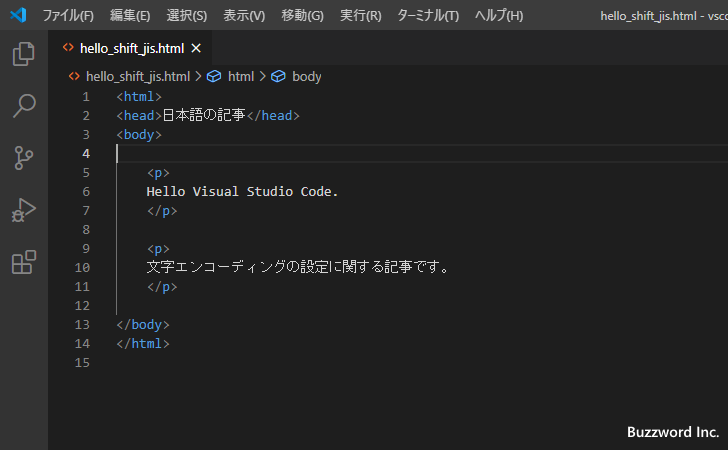 ファイル(F) 編集(E) 選択(S) 表示(V) 移動(G) 実行(R) ターミナル(T) ヘルプ(H) hello_shift_jis.html - vsco
hello_shift_jis.html
hello_shift_jis.html > html > body
1 <html>
2 <head>日本語の記事</head>
3 <body>
4
5 <p>
6 Hello Visual Studio Code.
7 </p>
8
9 <p>
10 文字エンコーディングの設定に関する記事です。
11 </p>
12
13 </body>
14 </html>
15
Buzzword Inc.